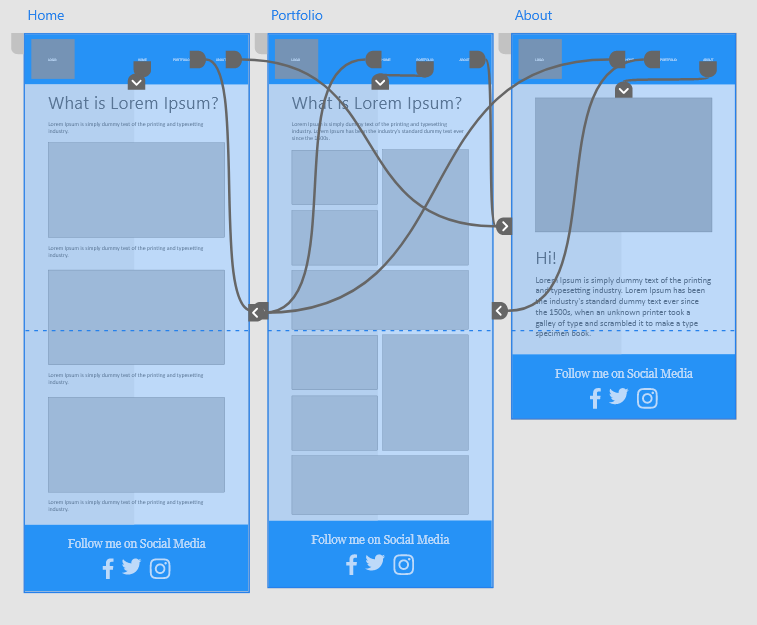 Home
Portfolio
About
LOGO
HOME
PORTFOLIO
ABOUT
What is Lorem Ipsum?
Lorem Ipsum is simply dummy text of the printing and typesetting
industry.
Lorem Ipsum is simply dummy text of the printing and typesetting
industry.
Lorem Ipsum is simply dummy text of the printing and typesetting
industry.
Lorem Ipsum is simply dummy text of the printing and typesetting
industry.
Follow me on Social Media
LOGO
HOME
PORTFOLIO
ABOUT
What is Lorem Ipsum?
Lorem Ipsum is simply dummy text of the printing and typesetting
industry. Lorem Ipsum has been the industry's standard dummy text ever
since the 1500s.
Follow me on Social Media
LOGO
PORTFOLIO
ABOUT
Hi!
Lorem Ipsum is simply dummy text of the printing
and typesetting industry. Lorem Ipsum has been
the industry's standard dummy text ever since
the 1500s, when an unknown printer took a
galley of type and scrambled it to make a type
specimen book.
Follow me on Social Media